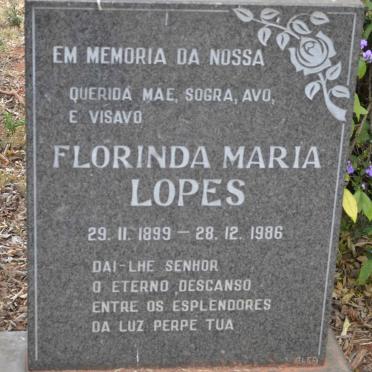 EM MEMORIA DA NOSSA
QUERIDA MAE, SOGRA, AVO,
E VISAVO
FLORINDA MARIA
LOPES
29. 11. 1899 – 28. 12. 1986
DAI-LHE SENHOR
O ETERNO DESCANSO
ENTRE OS ESPLENDORES
DA LUZ PERPE TUA